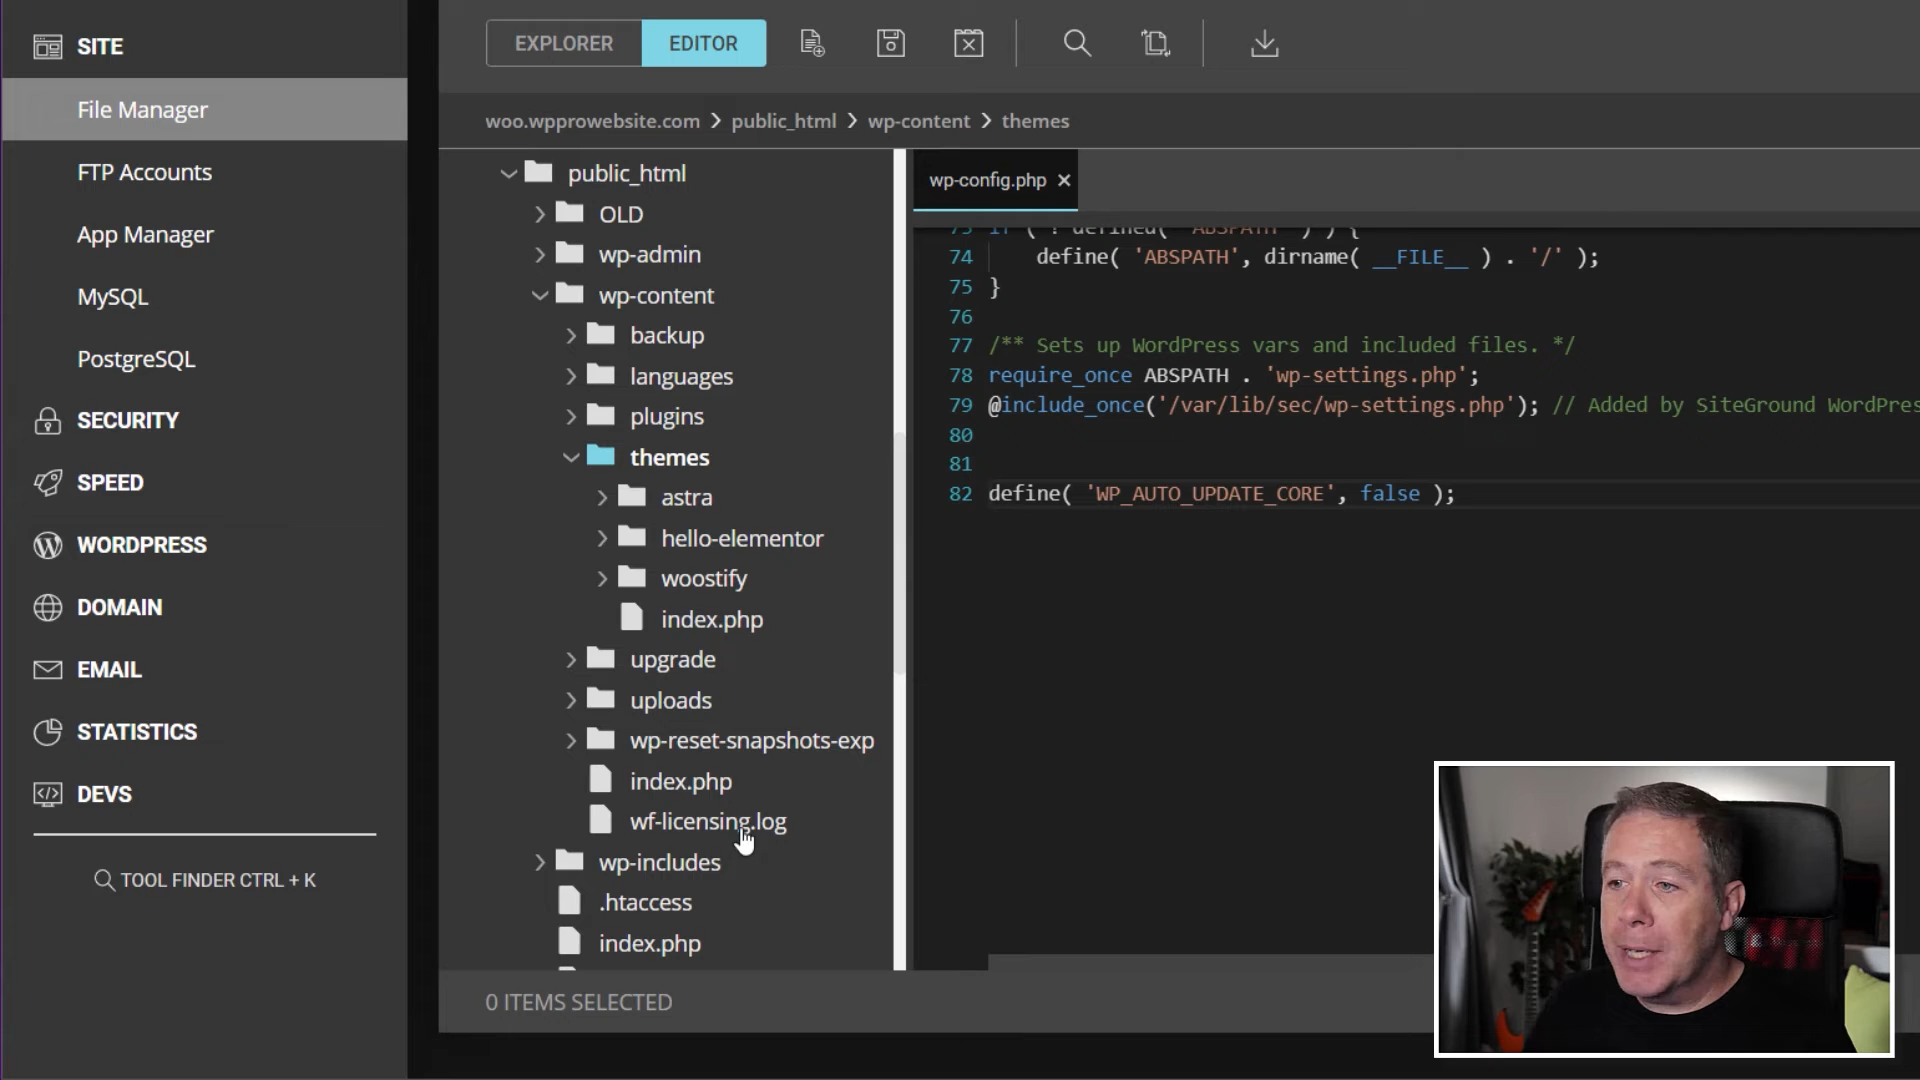 SITE
File Manager
FTP Accounts
App Manager
MySQL
PostgreSQL
SECURITY
SPEED
WORDPRESS
DOMAIN
EMAIL
STATISTICS
DEVS
TOOL FINDER CTRL + K
EXPLORER
EDITOR
woo.wpprowebsite.com > public_html > wp-content > themes
public_html
OLD
wp-admin
wp-content
backup
languages
plugins
themes
astra
hello-elementor
woostify
index.php
upgrade
uploads
wp-reset-snapshots-exp
index.php
wf-licensing.log
wp-includes
.htaccess
index.php
0 ITEMS SELECTED
wp-config.php
73 if ( ! defined( 'ABSPATH' ) ) {
74 define( 'ABSPATH', dirname( __FILE__ ) . '/' );
75 }
76
77 /** Sets up WordPress vars and included files. */
78 require_once ABSPATH . 'wp-settings.php';
79 @include_once('/var/lib/sec/wp-settings.php'); // Added by SiteGround WordPres
80
81
82 define( 'WP_AUTO_UPDATE_CORE', false );